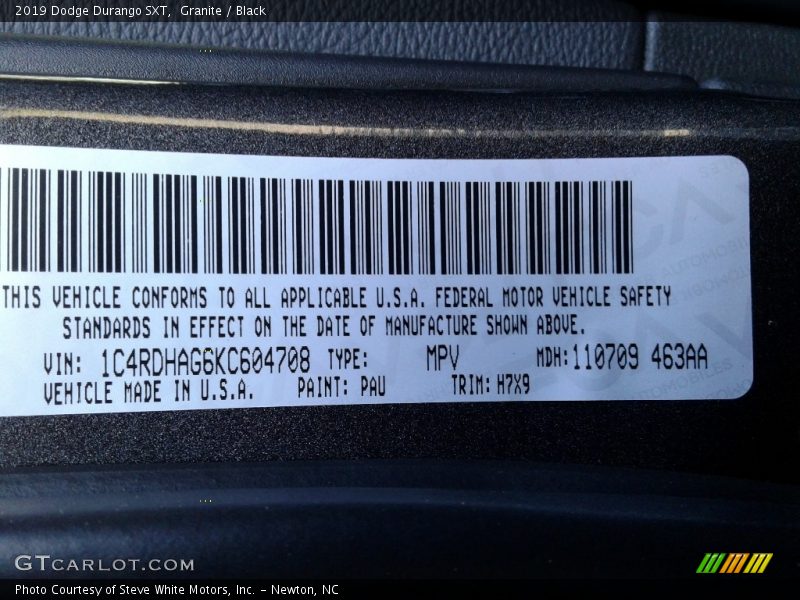 2019 Dodge Durango SXT,  Granite / Black
THIS VEHICLE CONFORMS TO ALL APPLICABLE U.S.A. FEDERAL MOTOR VEHICLE SAFETY
STANDARDS IN EFFECT ON THE DATE OF MANUFACTURE SHOWN ABOVE.
VIN: 1C4RDHAG6KC604708 TYPE: MPV MDH:110709 463AA
VEHICLE MADE IN U.S.A. PAINT: PAU TRIM: H7X9
AUTOMOBILES
GTCARLOT.COM
Photo Courtesy of Steve White Motors, Inc. – Newton, NC